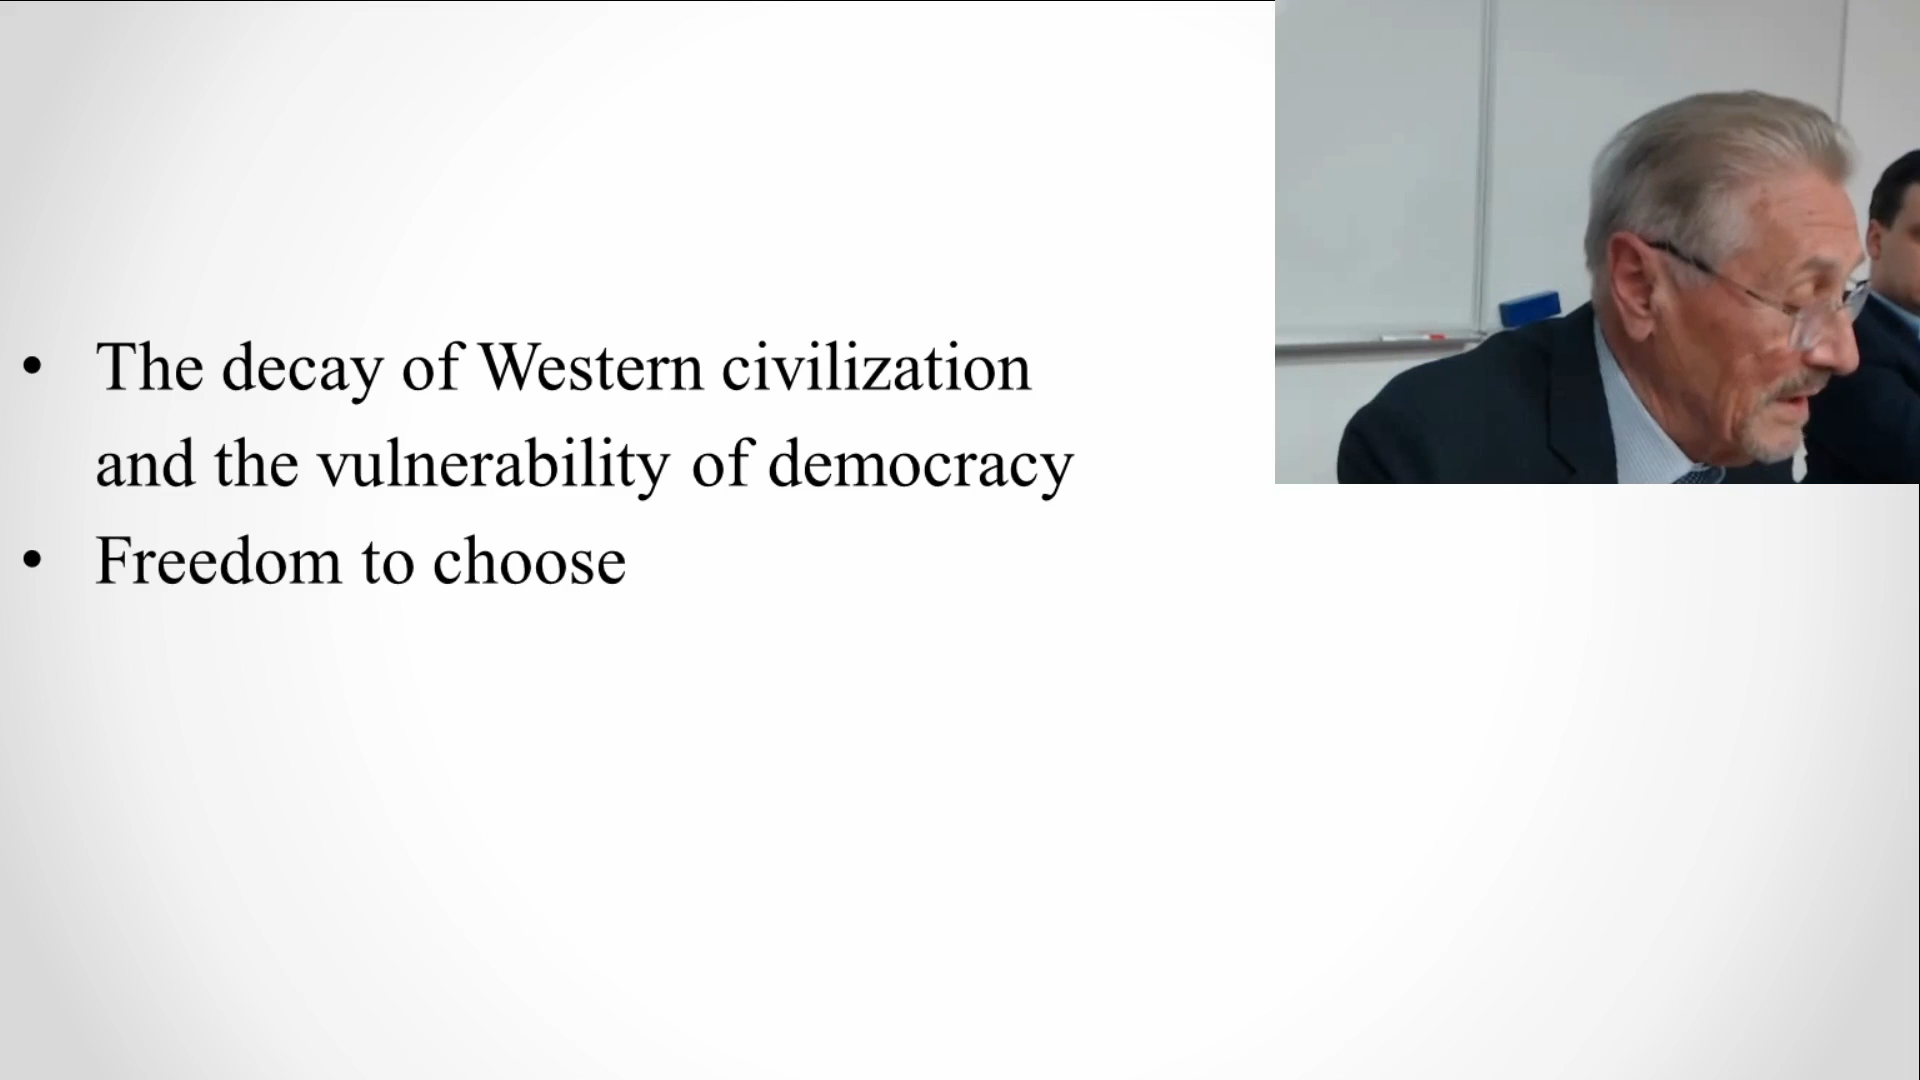 • The decay of Western civilization
and the vulnerability of democracy
• Freedom to choose